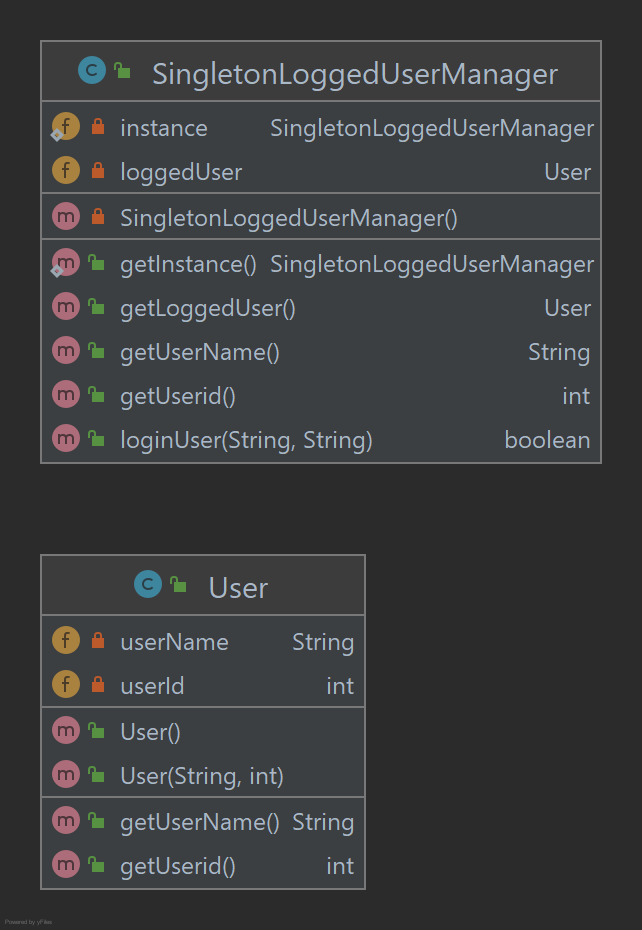 SingletonLoggedUserManager
instance SingletonLoggedUserManager
loggedUser User
SingletonLoggedUserManager()
getInstance() SingletonLoggedUserManager
getLoggedUser() User
getUserName() String
getUserid() int
loginUser(String, String) boolean
User
userName String
userId int
User()
User(String, int)
getUserName() String
getUserid() int
Powered by yFiles